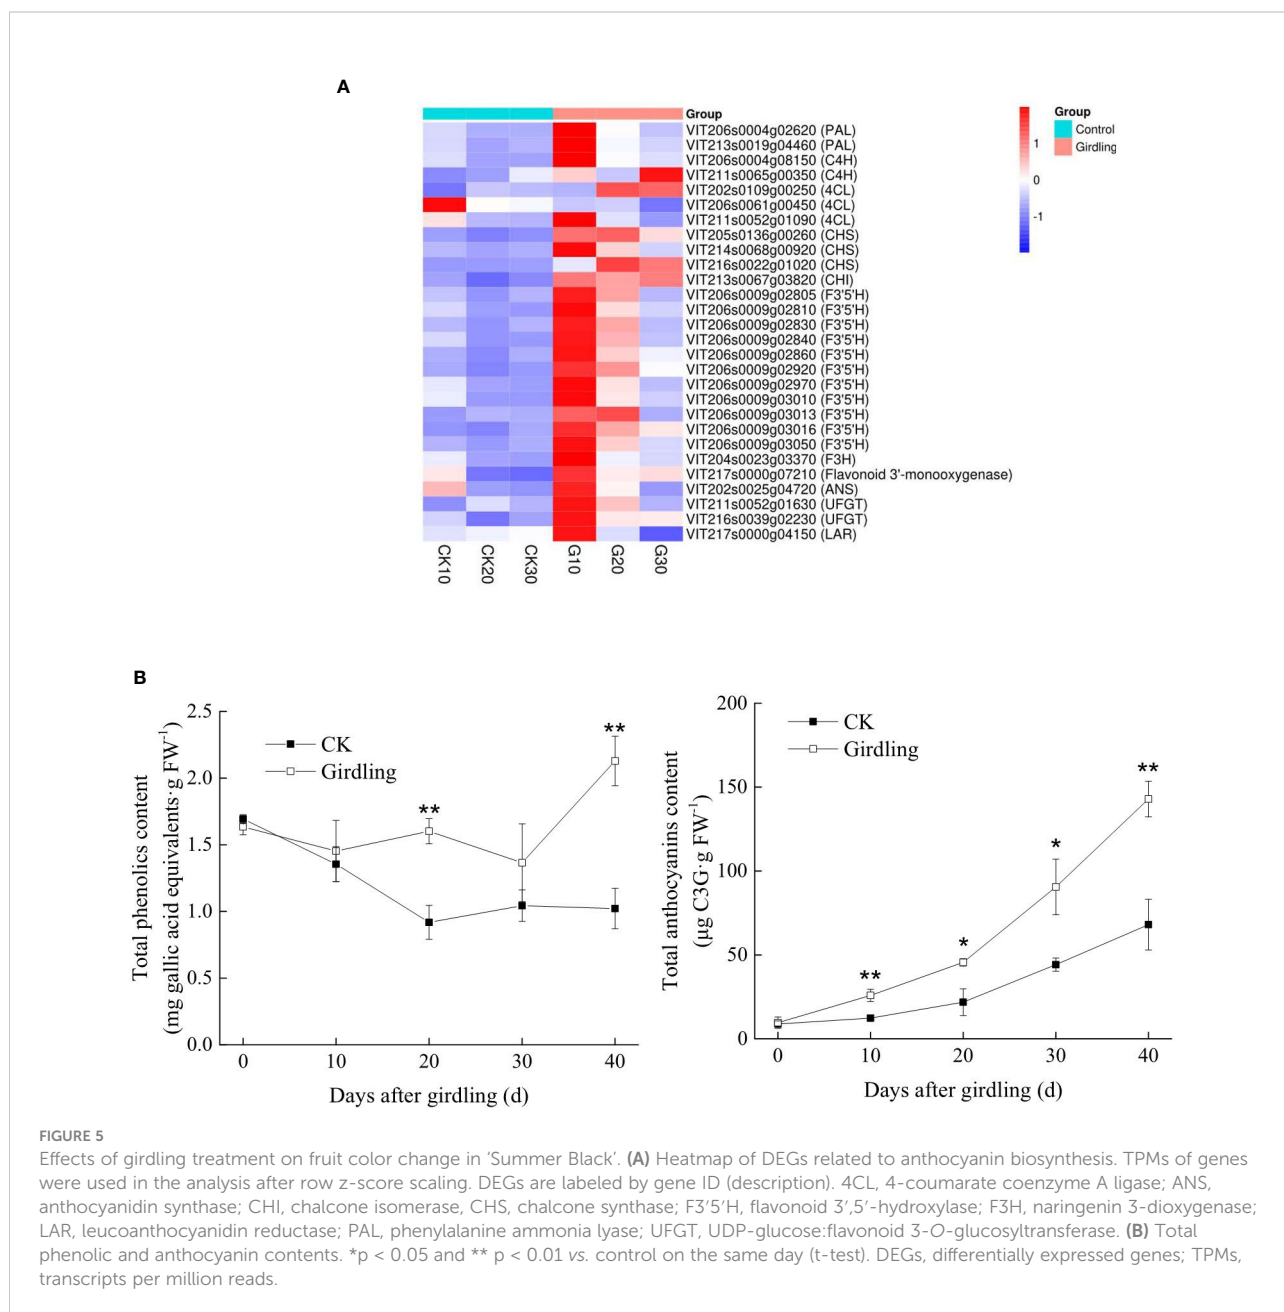 A
Group
VIT206s0004g02620 (PAL)
VIT213s0019g04460 (PAL)
VIT206s0004g08150 (C4H)
VIT211s0065g00350 (C4H)
VIT202s0109g00250 (4CL)
VIT206s0061g00450 (4CL)
VIT211s0052g01090 (4CL)
VIT205s0136g00260 (CHS)
VIT214s0068g00920 (CHS)
VIT216s0022g01020 (CHS)
VIT213s0067g03820 (CHI)
VIT206s0009g02805 (F3'5'H)
VIT206s0009g02810 (F3'5'H)
VIT206s0009g02830 (F3'5'H)
VIT206s0009g02840 (F3'5'H)
VIT206s0009g02860 (F3'5'H)
VIT206s0009g02920 (F3'5'H)
VIT206s0009g02970 (F3'5'H)
VIT206s0009g03010 (F3'5'H)
VIT206s0009g03013 (F3'5'H)
VIT206s0009g03016 (F3'5'H)
VIT206s0009g03050 (F3'5'H)
VIT204s0023g03370 (F3H)
VIT217s0000g07210 (Flavonoid 3'-monooxygenase)
VIT202s0025g04720 (ANS)
VIT211s0052g01630 (UFGT)
VIT216s0039g02230 (UFGT)
VIT217s0000g04150 (LAR)
CK10 CK20 CK30 G10 G20 G30
1
0
-1
Group
Control
Girdling
B
Total phenolics content
(mg gallic acid equivalents·g FW⁻¹)
2.5
2.0
1.5
1.0
0.5
0.0
CK
Girdling
**
**
0 10 20 30 40
Days after girdling (d)
Total anthocyanins content
(µg C3G·g FW⁻¹)
200
150
100
50
0
CK
Girdling
**
*
*
**
0 10 20 30 40
Days after girdling (d)
FIGURE 5
Effects of girdling treatment on fruit color change in 'Summer Black'. (A) Heatmap of DEGs related to anthocyanin biosynthesis. TPMs of genes
were used in the analysis after row z-score scaling. DEGs are labeled by gene ID (description). 4CL, 4-coumarate coenzyme A ligase; ANS,
anthocyanidin synthase; CHI, chalcone isomerase, CHS, chalcone synthase; F3′5′H, flavonoid 3′,5′-hydroxylase; F3H, naringenin 3-dioxygenase;
LAR, leucoanthocyanidin reductase; PAL, phenylalanine ammonia lyase; UFGT, UDP-glucose:flavonoid 3-O-glucosyltransferase. (B) Total
phenolic and anthocyanin contents. *p < 0.05 and ** p < 0.01 vs. control on the same day (t-test). DEGs, differentially expressed genes; TPMs,
transcripts per million reads.